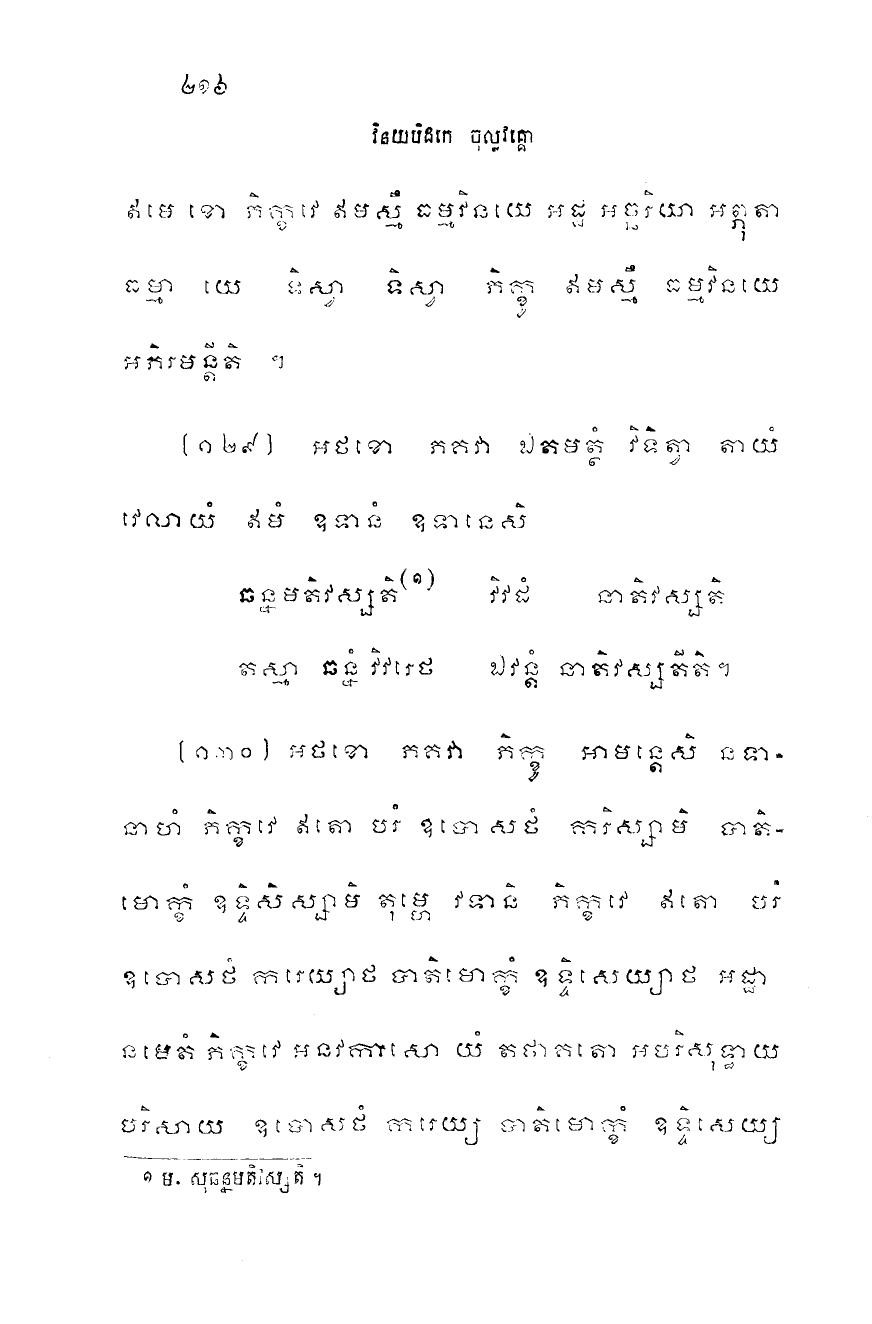 ២១៦
វិនយបិដកេ ចុល្លវគ្គោ
ឥមេ ខោ ភិក្ខវេ ឥមស្មឹ ធម្មវិនយេ អដ្ឋ អច្ឆរិយា អព្ភុតា
ធម្មា យេ ទិស្វា ទិស្វា ភិក្ខូ ឥមស្មឹ ធម្មវិនយេ
អភិរមន្តីតិ ។
(១២៩) អថខោ ភគវា ឯតមត្ថំ វិទិត្វា តាយំ
វេលាយំ ឥមំ ឧទានំ ឧទានេសិ
ឆន្នមតិវស្សតិ(១) វិវដំ នាតិវស្សតិ
តស្មា ឆន្នំ វិវរេថ ឯវន្តំ នាតិវស្សតីតិ។
(១៣០) អថខោ ភគវា ភិក្ខូ អាមន្តេសិ នទា-
នាហំ ភិក្ខវេ ឥតោ បរំ ឧបោសថំ ករិស្សាមិ បាតិ-
មោក្ខំ ឧទ្ទិសិស្សាមិ តុម្ហេ វទានិ ភិក្ខវេ ឥតោ បរំ
ឧបោសថំ ករេយ្យាថ បាតិមោក្ខំ ឧទ្ទិសេយ្យាថ អដ្ឋា
នមេតំ ភិក្ខវេ អនវកាសោ យំ តថាគតោ អបរិសុទ្ធាយ
បរិសាយ ឧបោសថំ ករេយ្យ បាតិមោក្ខំ ឧទ្ទិសេយ្យ
១ ម. សុឆន្នមតិវស្សតិ ។